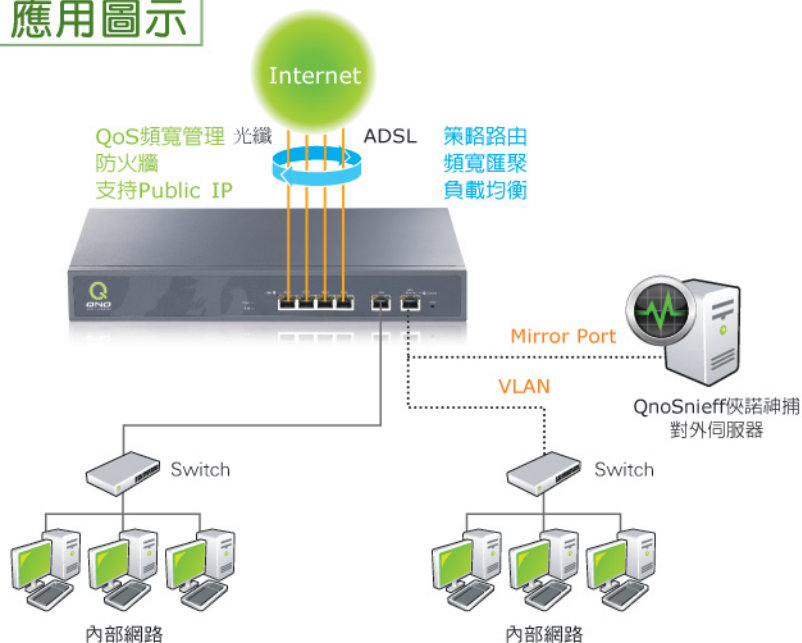 應用圖示
Internet
QoS頻寬管理 光纖 ADSL 策略路由
防火牆 頻寬匯聚
支持Public IP 負載均衡
QNO
Mirror Port
VLAN
QnoSnieff俠諾神捕
對外伺服器
Switch Switch
內部網路 內部網路